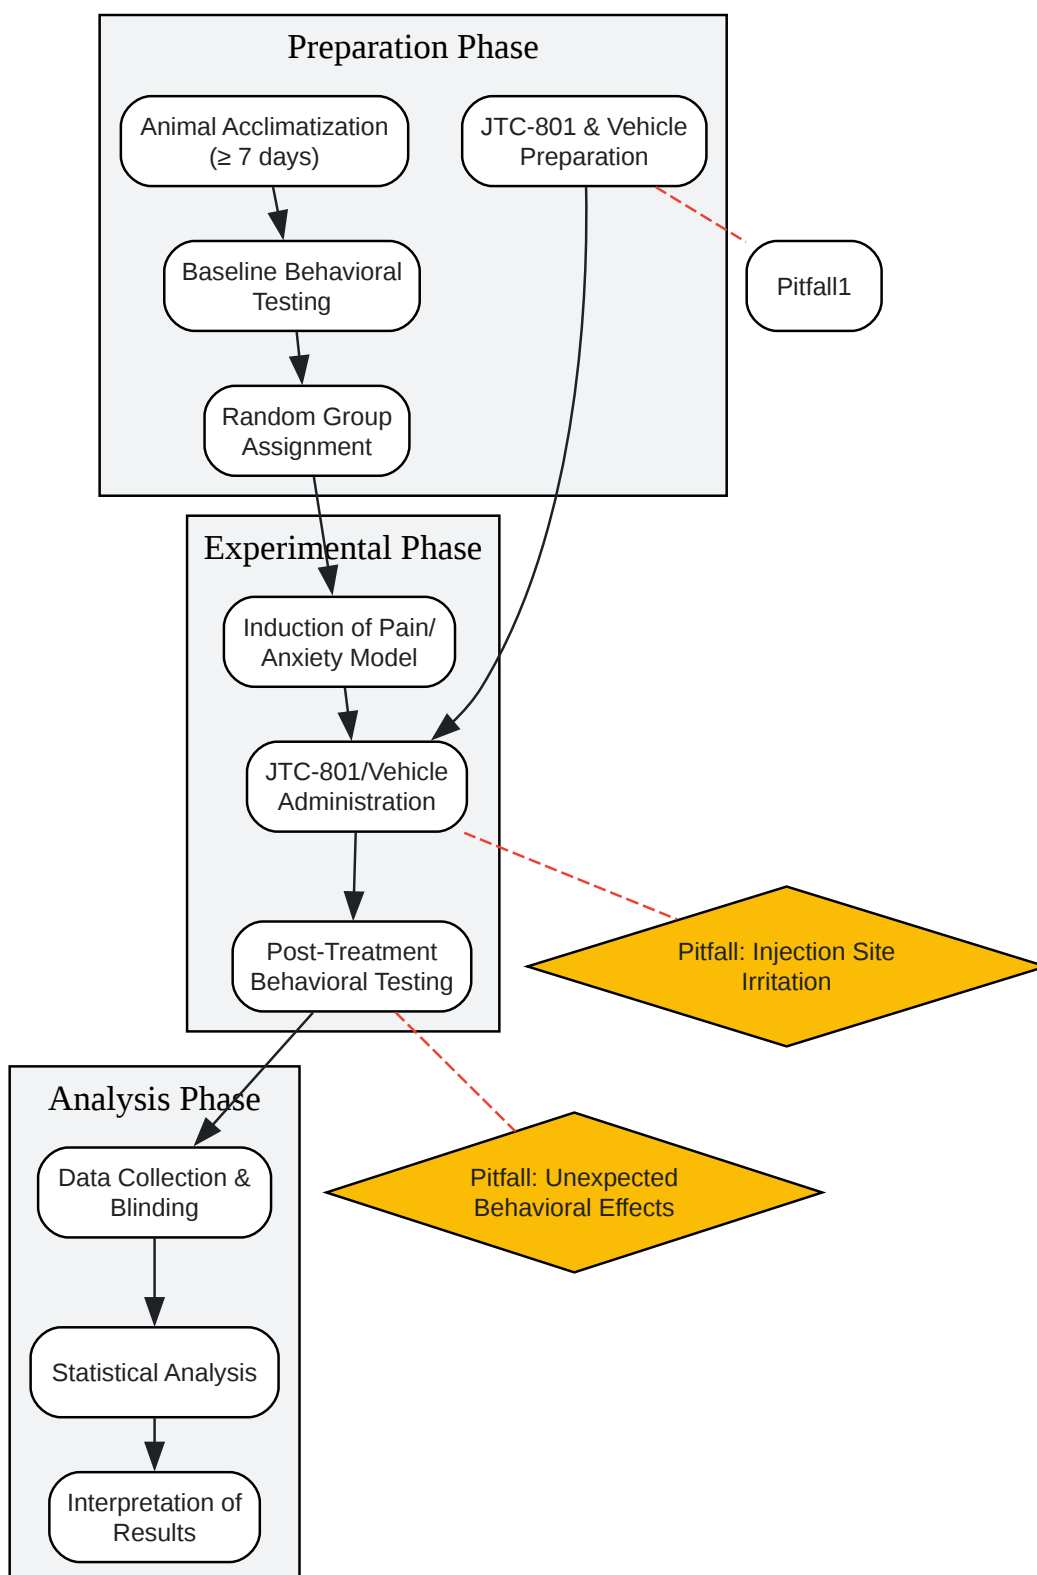 Preparation Phase
Animal Acclimatization
(≥ 7 days)
JTC-801 & Vehicle
Preparation
Baseline Behavioral
Testing
Pitfall1
Random Group
Assignment
Experimental Phase
Induction of Pain/
Anxiety Model
JTC-801/Vehicle
Administration
Post-Treatment
Behavioral Testing
Pitfall: Injection Site
Irritation
Analysis Phase
Data Collection &
Blinding
Pitfall: Unexpected
Behavioral Effects
Statistical Analysis
Interpretation of
Results